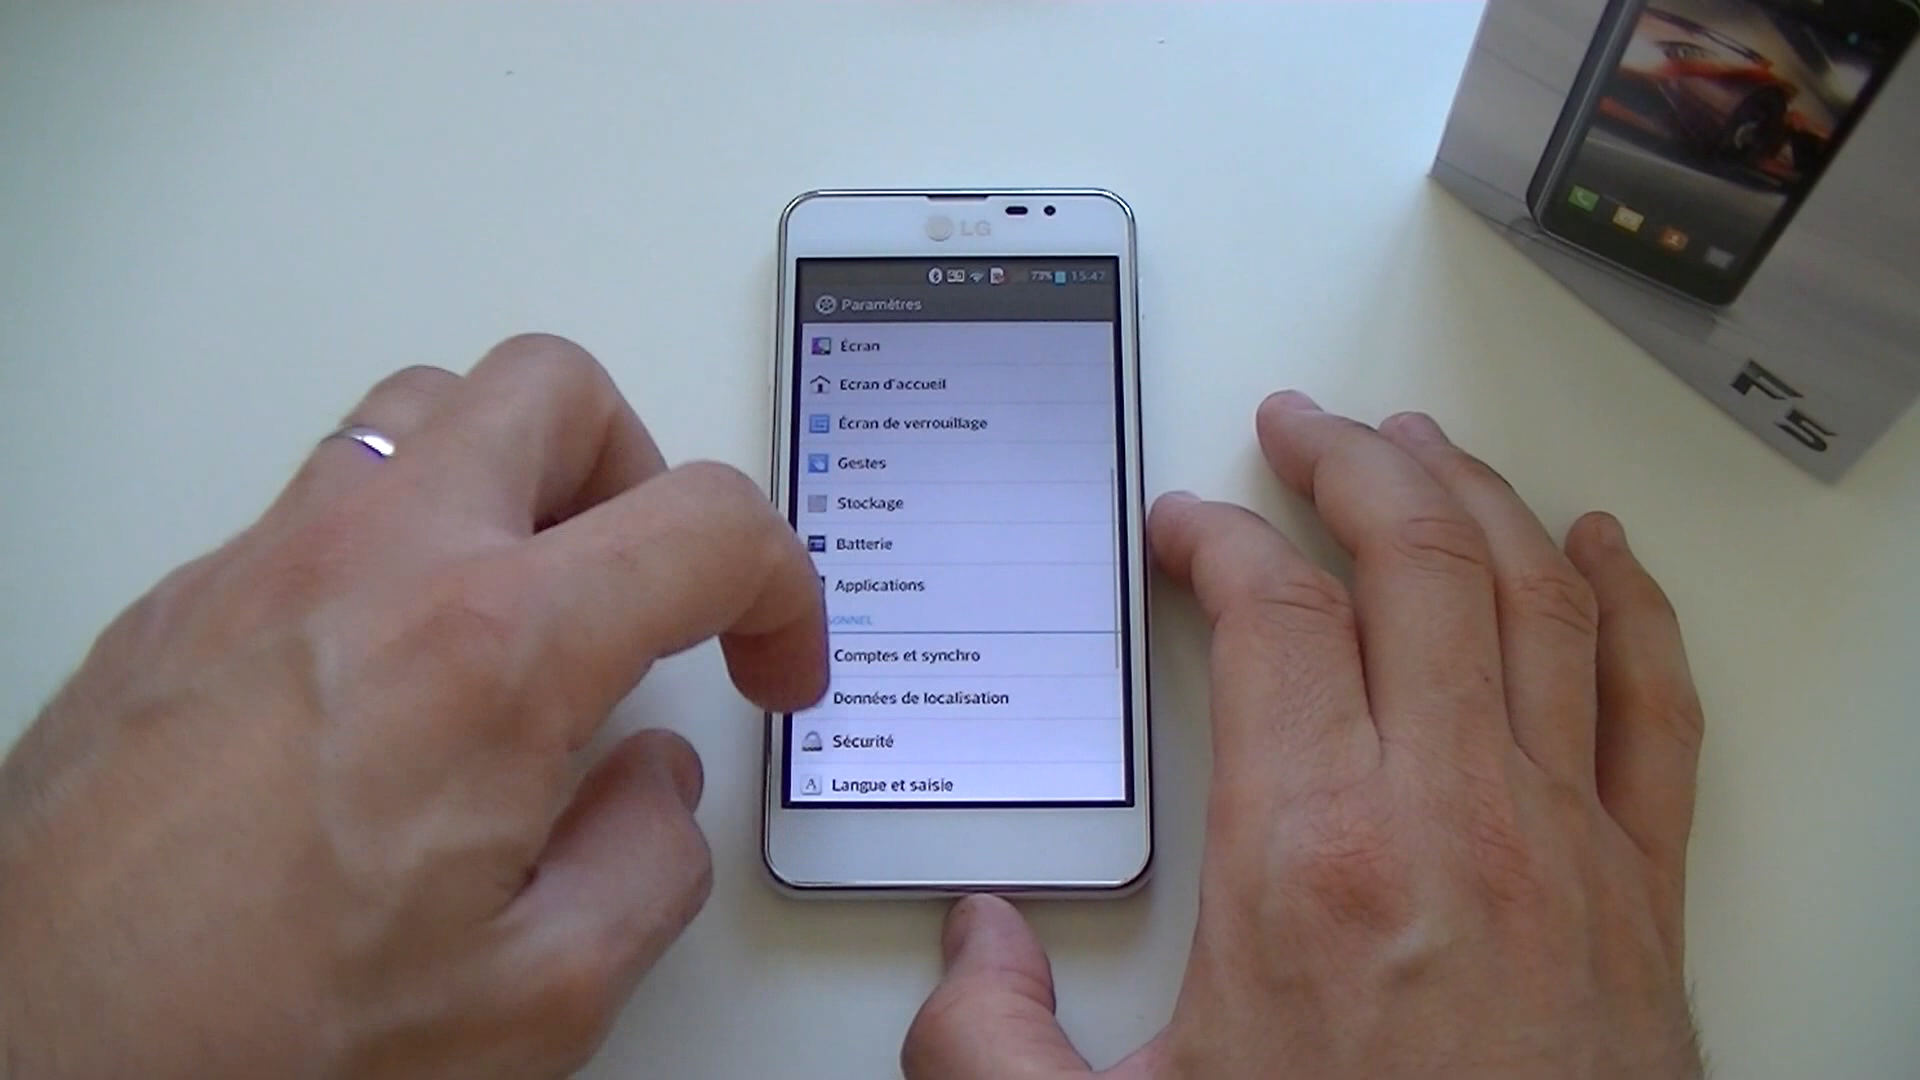 LG
73% 15:47
Paramètres
Écran
Ecran d'accueil
Écran de verrouillage
Gestes
Stockage
Batterie
Applications
SONNEL
Comptes et synchro
Données de localisation
Sécurité
A Langue et saisie
F5